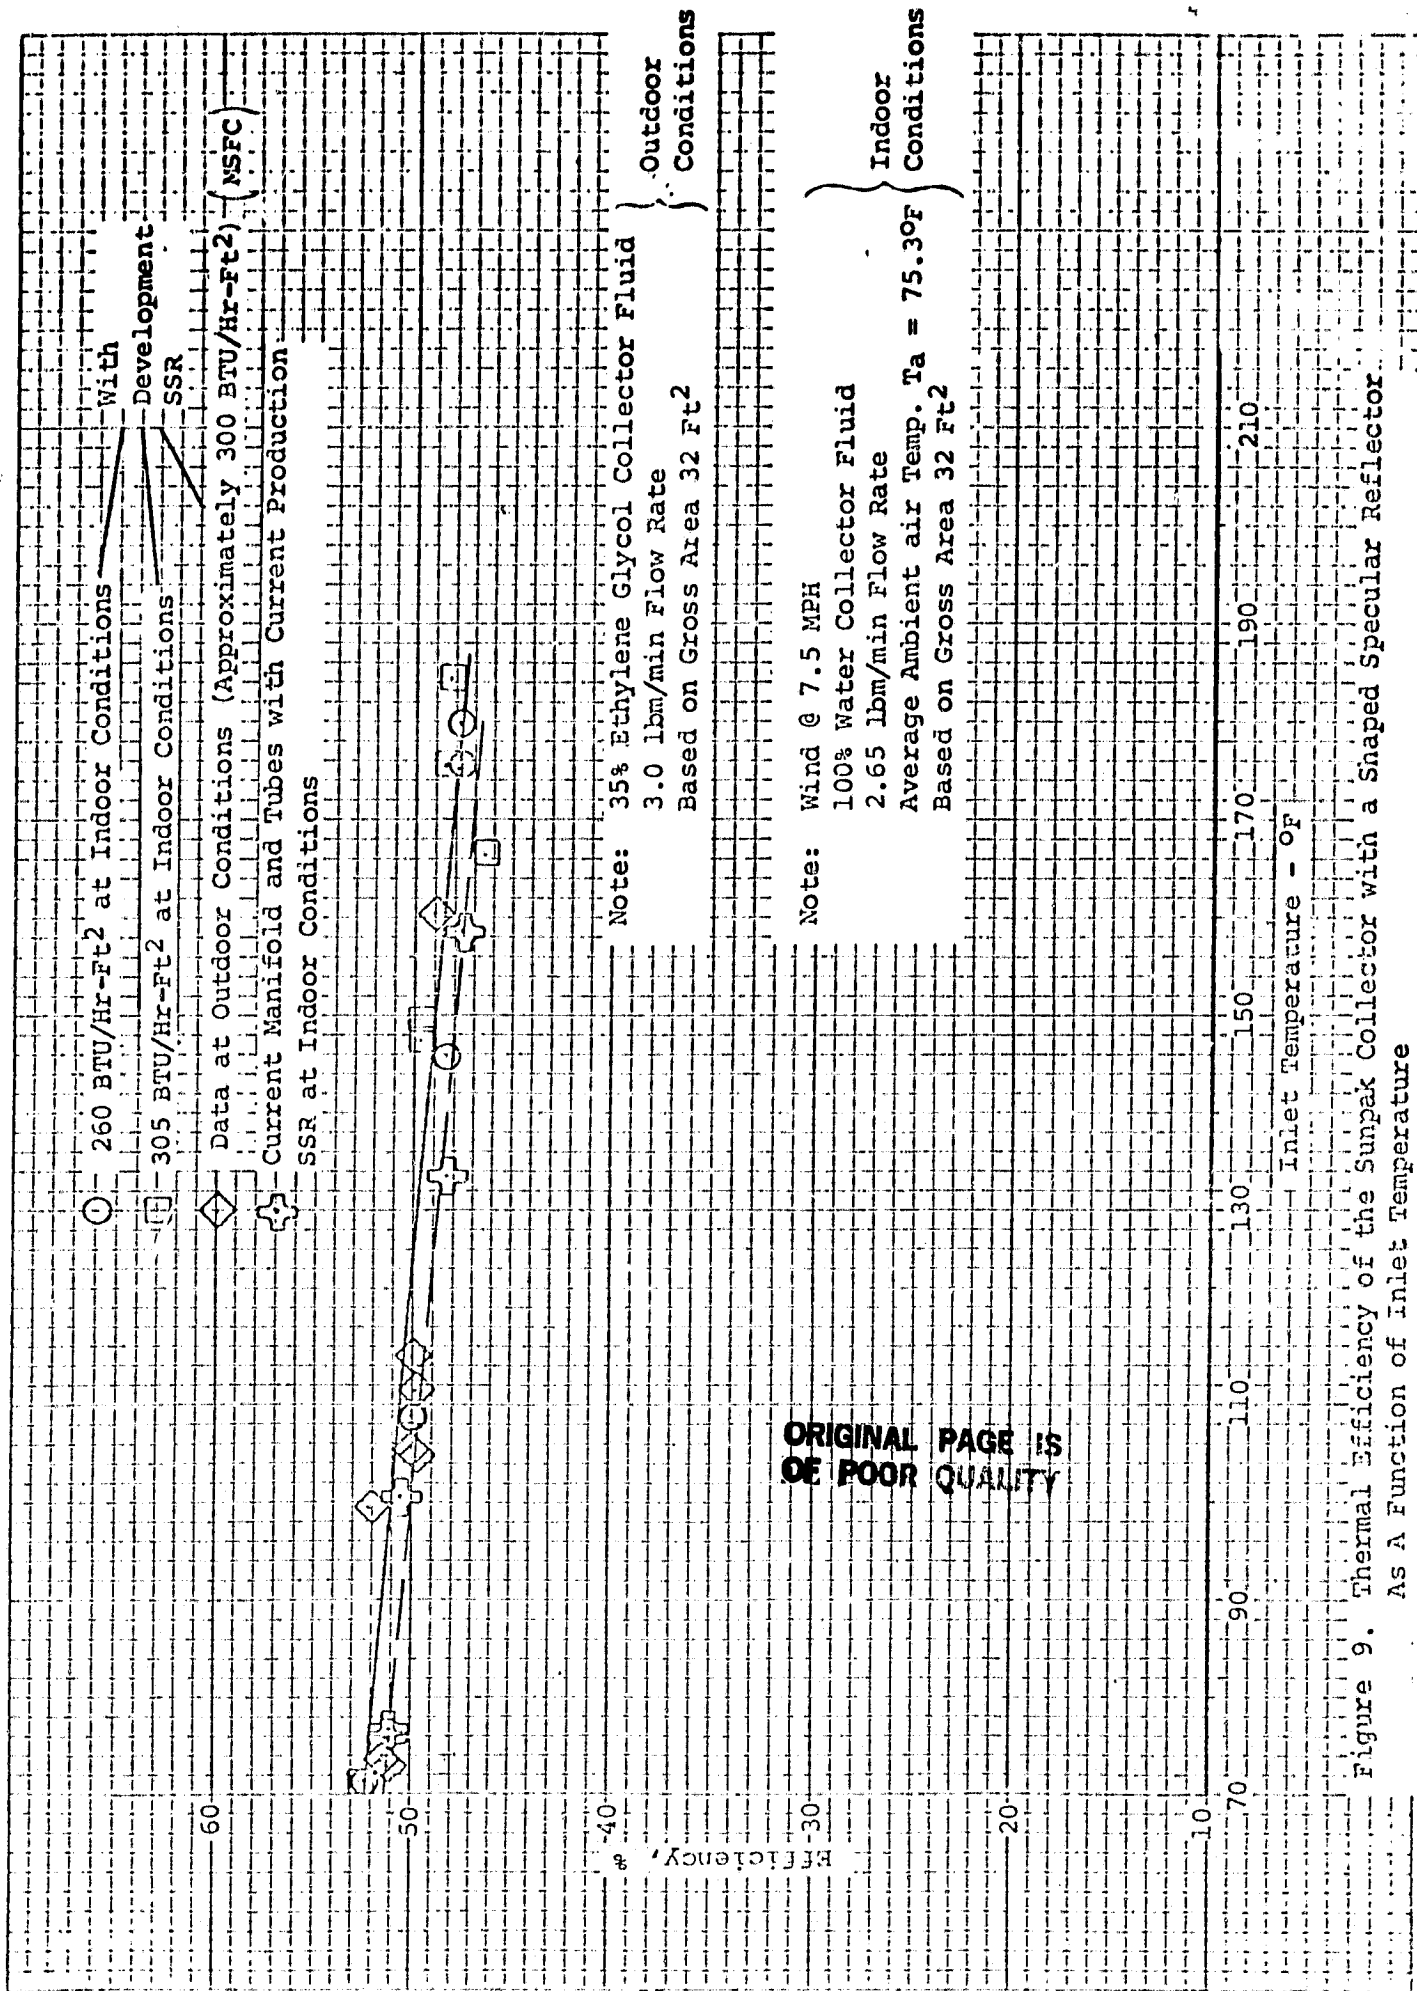 260 BTU/Hr-Ft2 at Indoor Conditions
305 BTU/Hr-Ft2 at Indoor Conditions
With
Development
SSR
Data at Outdoor Conditions (Approximately 300 BTU/Hr-Ft2) (MSFC)
Current Manifold and Tubes with Current Production
SSR at Indoor Conditions
60
50
40
30
20
10
Efficiency, %
Note: 35% Ethylene Glycol Collector Fluid
3.0 lbm/min Flow Rate
Based on Gross Area 32 Ft2
Outdoor
Conditions
Note: Wind @ 7.5 MPH
100% Water Collector Fluid
2.65 lbm/min Flow Rate
Average Ambient air Temp. Ta = 75.3°F
Based on Gross Area 32 Ft2
Indoor
Conditions
ORIGINAL PAGE IS
OF POOR QUALITY
70 90 110 130 150 170 190 210
Inlet Temperature - °F
Figure 9. Thermal Efficiency of the Sunpak Collector with a Shaped Specular Reflector
As A Function of Inlet Temperature